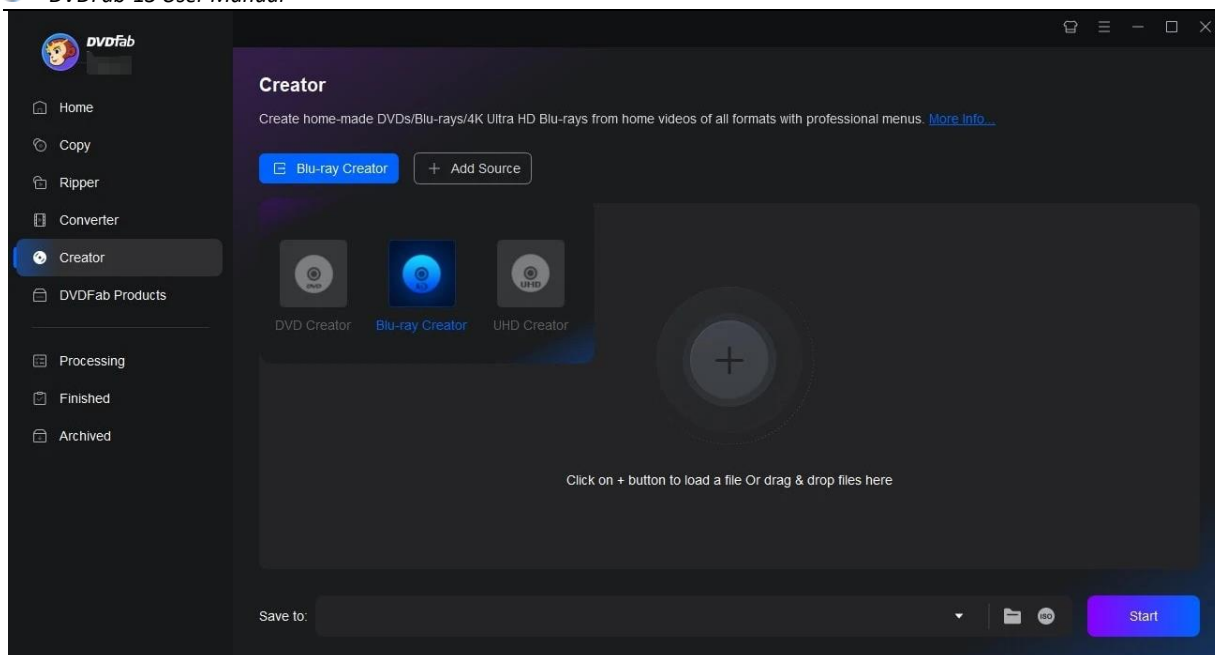 DVDFab 13 User Manual
DVDFab
Home
Copy
Ripper
Converter
Creator
DVDFab Products
Processing
Finished
Archived
Creator
Create home-made DVDs/Blu-rays/4K Ultra HD Blu-rays from home videos of all formats with professional menus. More Info...
Blu-ray Creator
+ Add Source
DVD
UHD
DVD Creator
Blu-ray Creator
UHD Creator
Click on + button to load a file Or drag & drop files here
Save to:
ISO
Start